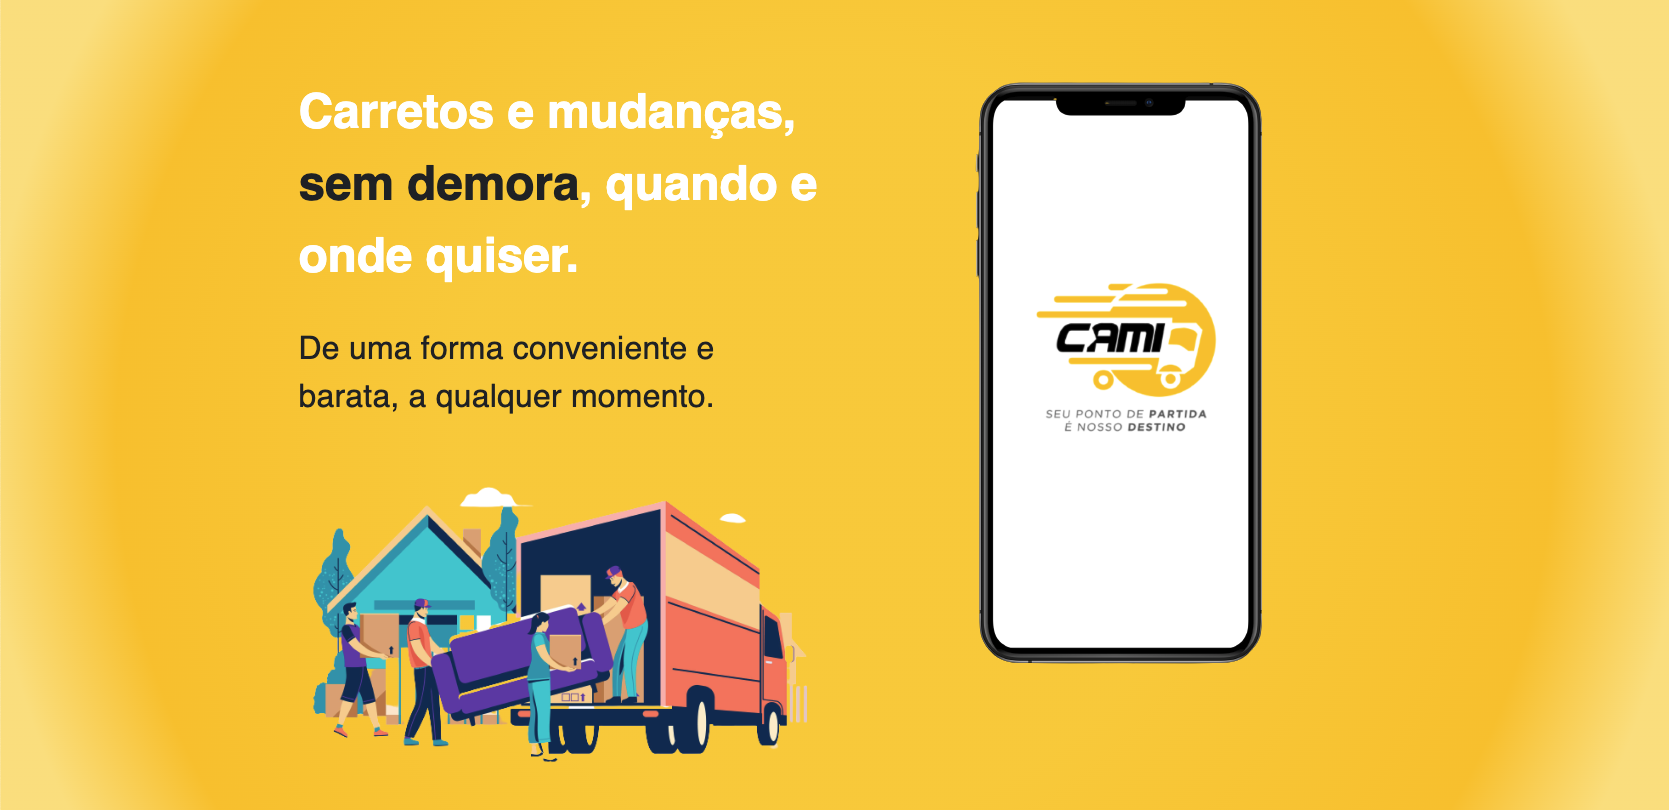 Carretos e mudanças,
sem demora, quando e
onde quiser.
De uma forma conveniente e
barata, a qualquer momento.
CAMI
SEU PONTO DE PARTIDA
É NOSSO DESTINO